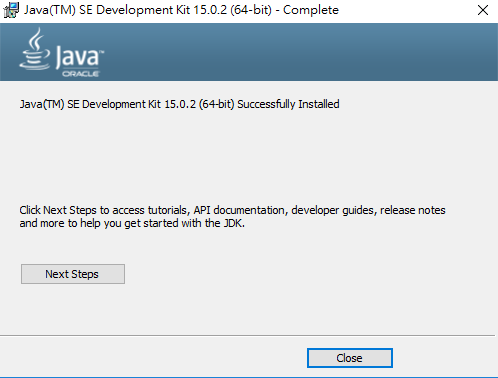 Java(TM) SE Development Kit 15.0.2 (64-bit) - Complete
Java™
ORACLE
Java(TM) SE Development Kit 15.0.2 (64-bit) Successfully Installed
Click Next Steps to access tutorials, API documentation, developer guides, release notes
and more to help you get started with the JDK.
Next Steps
Close